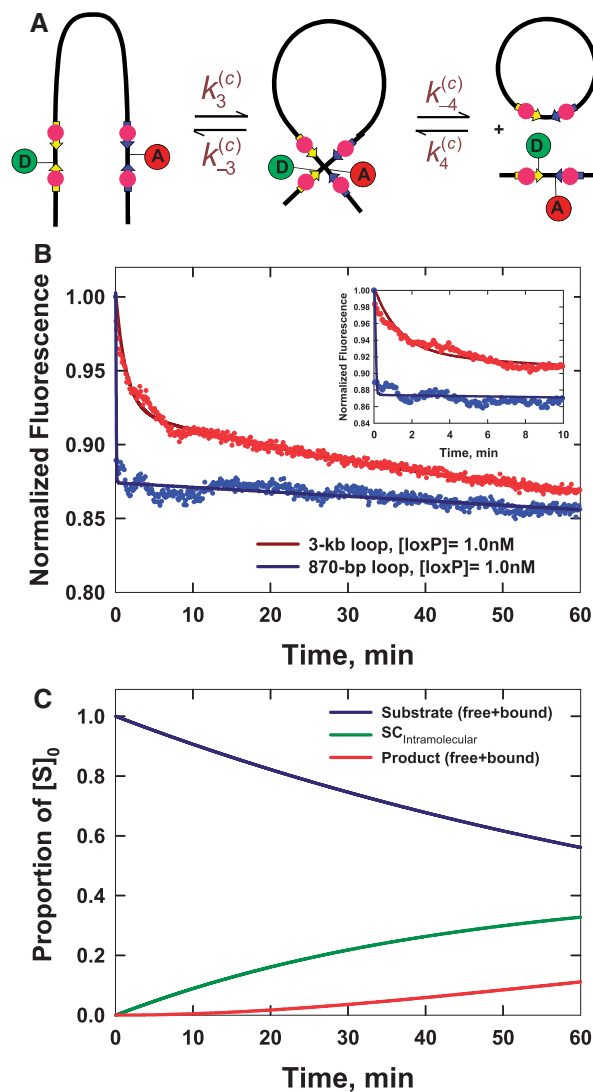 A
k₃⁽ᶜ⁾
k₋₃⁽ᶜ⁾
k₋₄⁽ᶜ⁾
k₄⁽ᶜ⁾
D
A
D
A
+
D
A
B
Normalized Fluorescence
1.00
0.95
0.90
0.85
0.80
0 10 20 30 40 50 60
Time, min
Normalized Fluorescence
1.00
0.98
0.96
0.94
0.92
0.90
0.88
0.86
0.84
0 2 4 6 8 10
Time, min
3-kb loop, [loxP]= 1.0nM
870-bp loop, [loxP]= 1.0nM
C
Proportion of [S]₀
1.0
0.8
0.6
0.4
0.2
0.0
Substrate (free+bound)
SC_Intramolecular
Product (free+bound)
0 10 20 30 40 50 60
Time, min